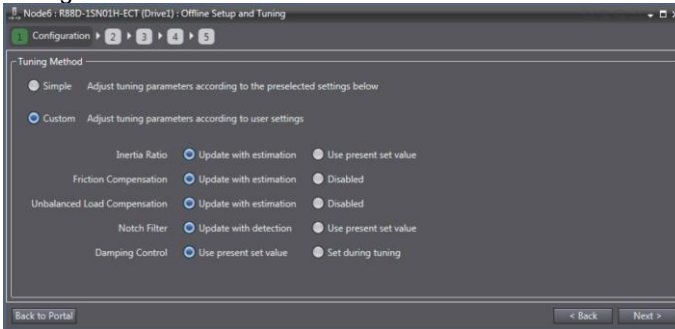 Node6 : R88D-1SN01H-ECT (Drive1) : Offline Setup and Tuning
1 Configuration 2 3 4 5
Tuning Method
Simple Adjust tuning parameters according to the preselected settings below
Custom Adjust tuning parameters according to user settings
Inertia Ratio Update with estimation Use present set value
Friction Compensation Update with estimation Disabled
Unbalanced Load Compensation Update with estimation Disabled
Notch Filter Update with detection Use present set value
Damping Control Use present set value Set during tuning
Back to Portal < Back Next >